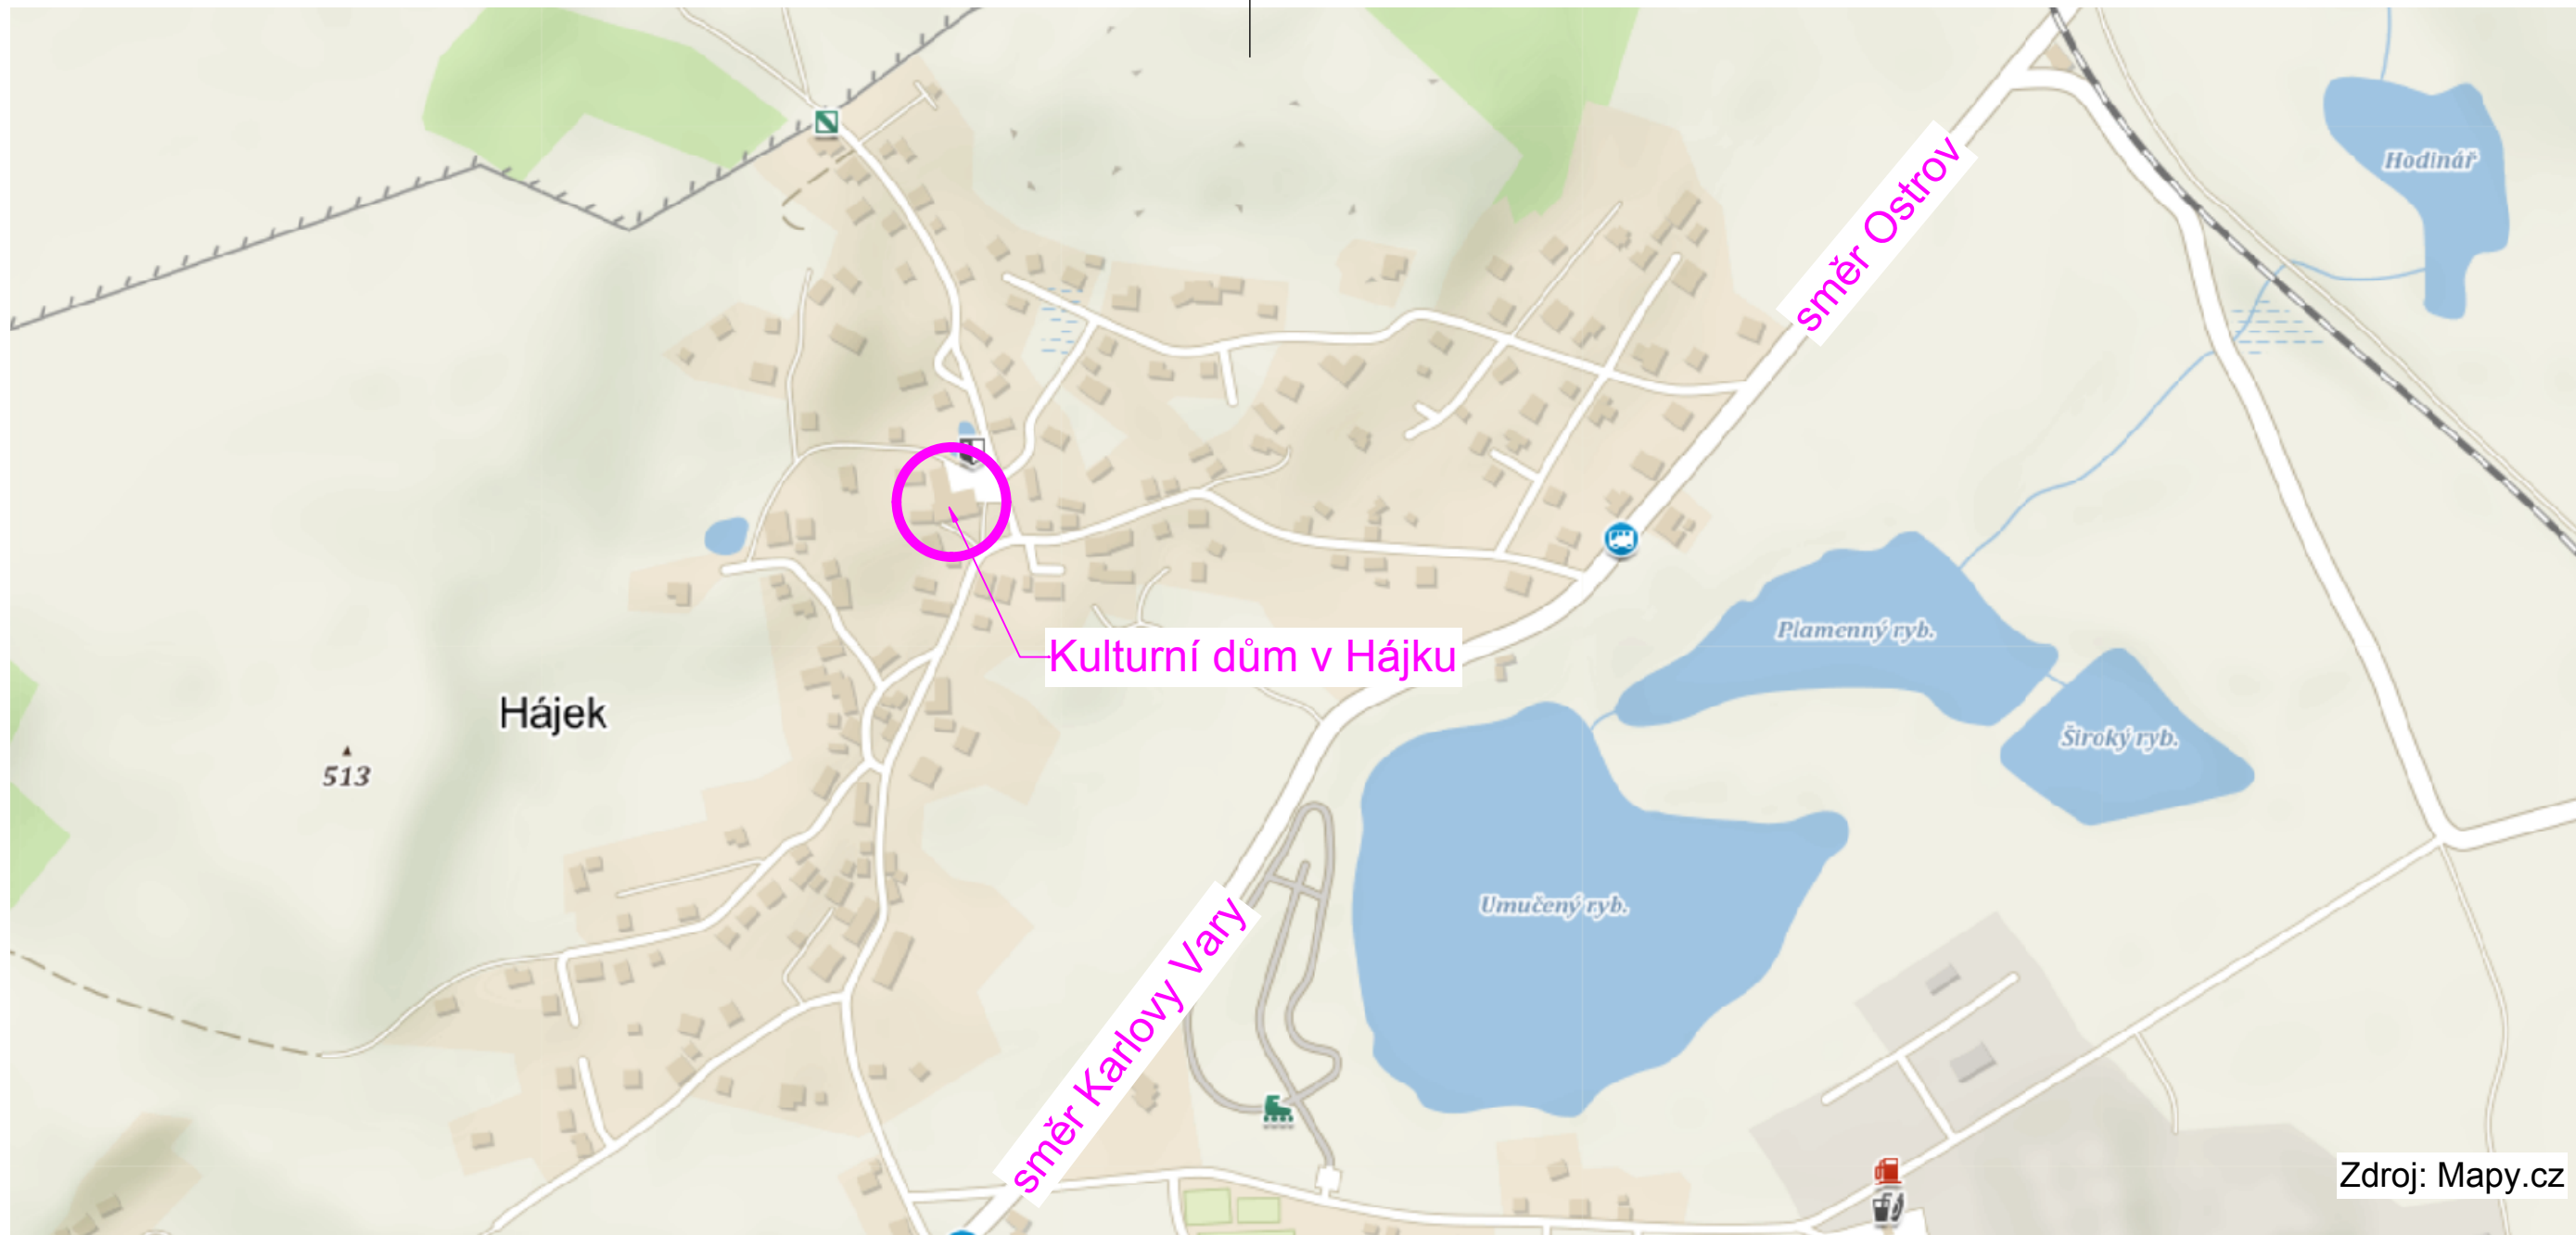 Hodinář
směr Ostrov
Plamenný ryb.
Kulturní dům v Hájku
Hájek
Široký ryb.
513
Umučený ryb.
směr Karlovy Vary
Zdroj: Mapy.cz